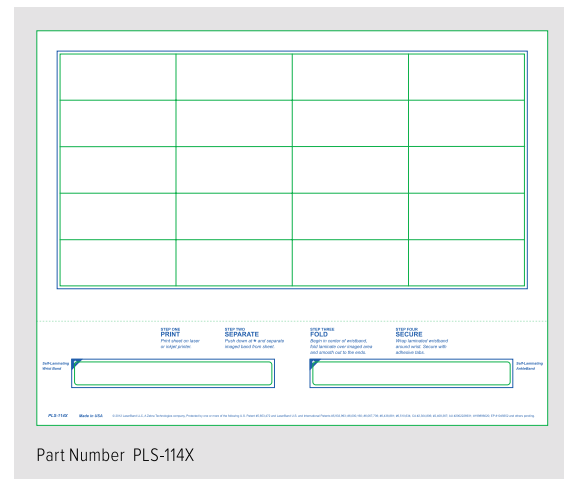 STEP ONE
PRINT
Print sheet on laser
or inkjet printer.
STEP TWO
SEPARATE
Push down at and separate
imaged band from sheet.
STEP THREE
FOLD
Begin in center of wristband,
fold laminate over imaged area
and smooth out to the ends.
STEP FOUR
SECURE
Wrap laminated wristband
around wrist. Secure with
adhesive tabs.
Self-Laminating
Wrist Band
Self-Laminating
AnkleBand
PLS-114X
Made in USA
Part Number PLS-114X